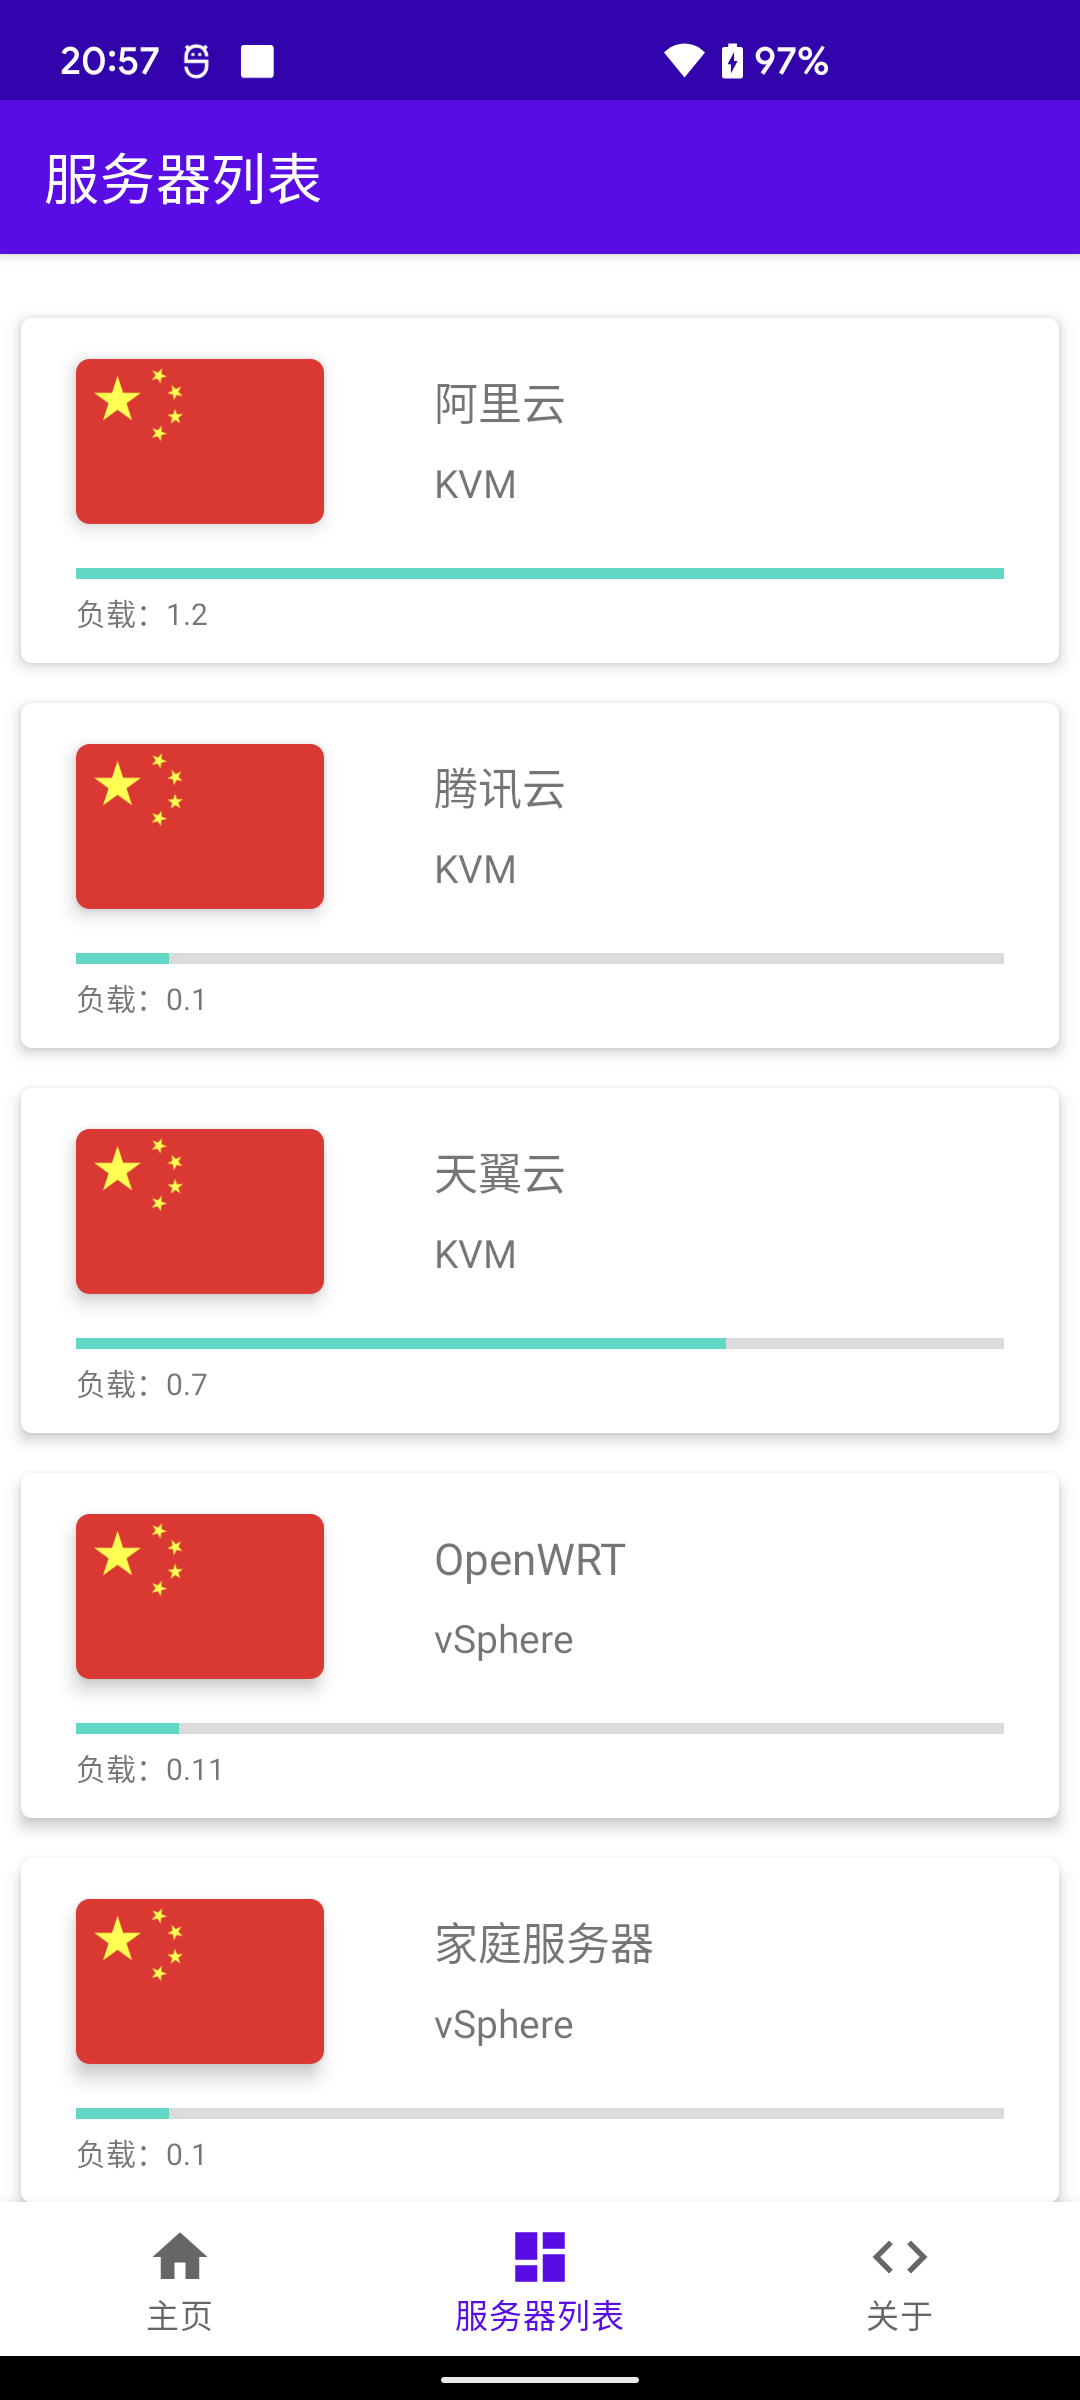 20:57 97%
服务器列表
阿里云
KVM
负载：1.2
腾讯云
KVM
负载：0.1
天翼云
KVM
负载：0.7
OpenWRT
vSphere
负载：0.11
家庭服务器
vSphere
负载：0.1
主页 服务器列表 关于